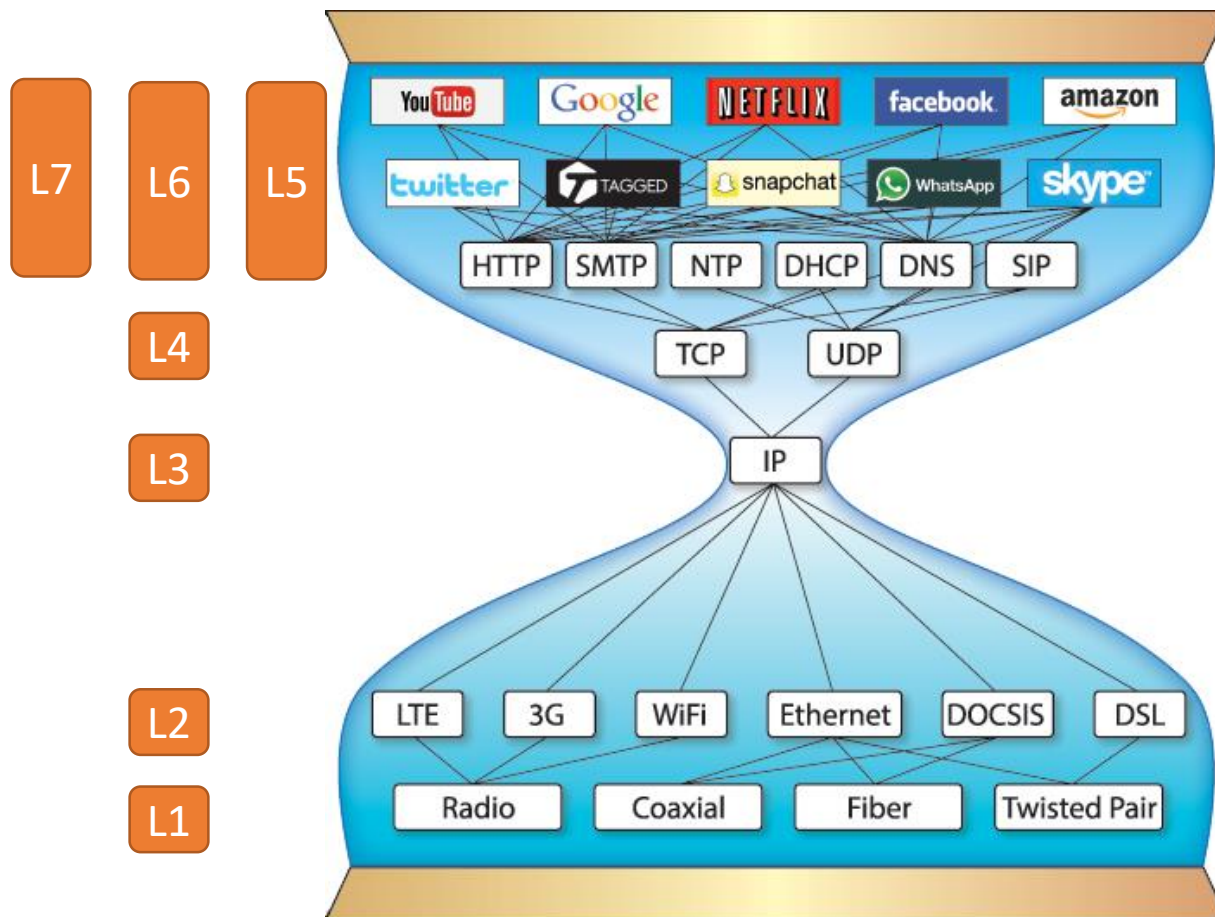 YouTube Google NETFLIX facebook. amazon
L7 L6 L5
twitter TAGGED snapchat WhatsApp skype™
HTTP SMTP NTP DHCP DNS SIP
L4 TCP UDP
L3 IP
L2 LTE 3G WiFi Ethernet DOCSIS DSL
L1 Radio Coaxial Fiber Twisted Pair